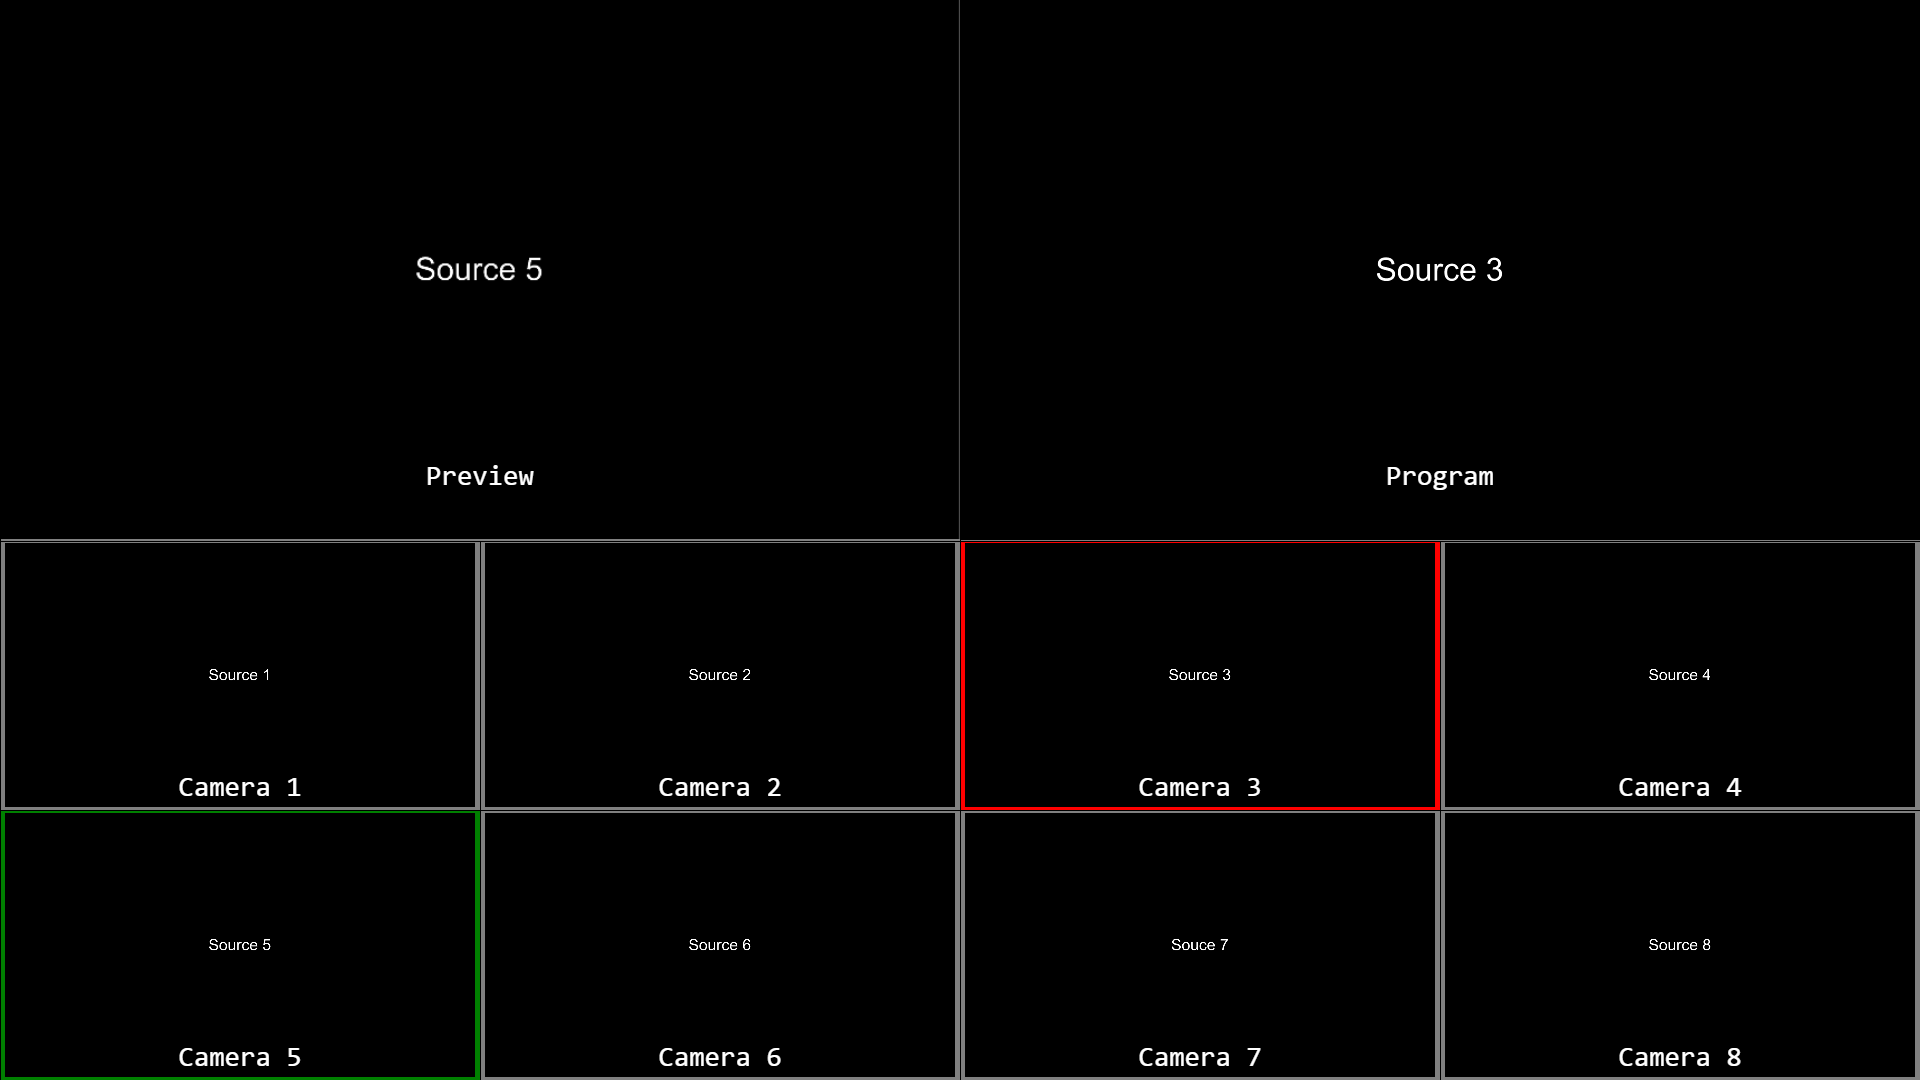 Source 5
Source 3
Preview
Program
Source 1
Source 2
Source 3
Source 4
Camera 1
Camera 2
Camera 3
Camera 4
Source 5
Source 6
Souce 7
Source 8
Camera 5
Camera 6
Camera 7
Camera 8